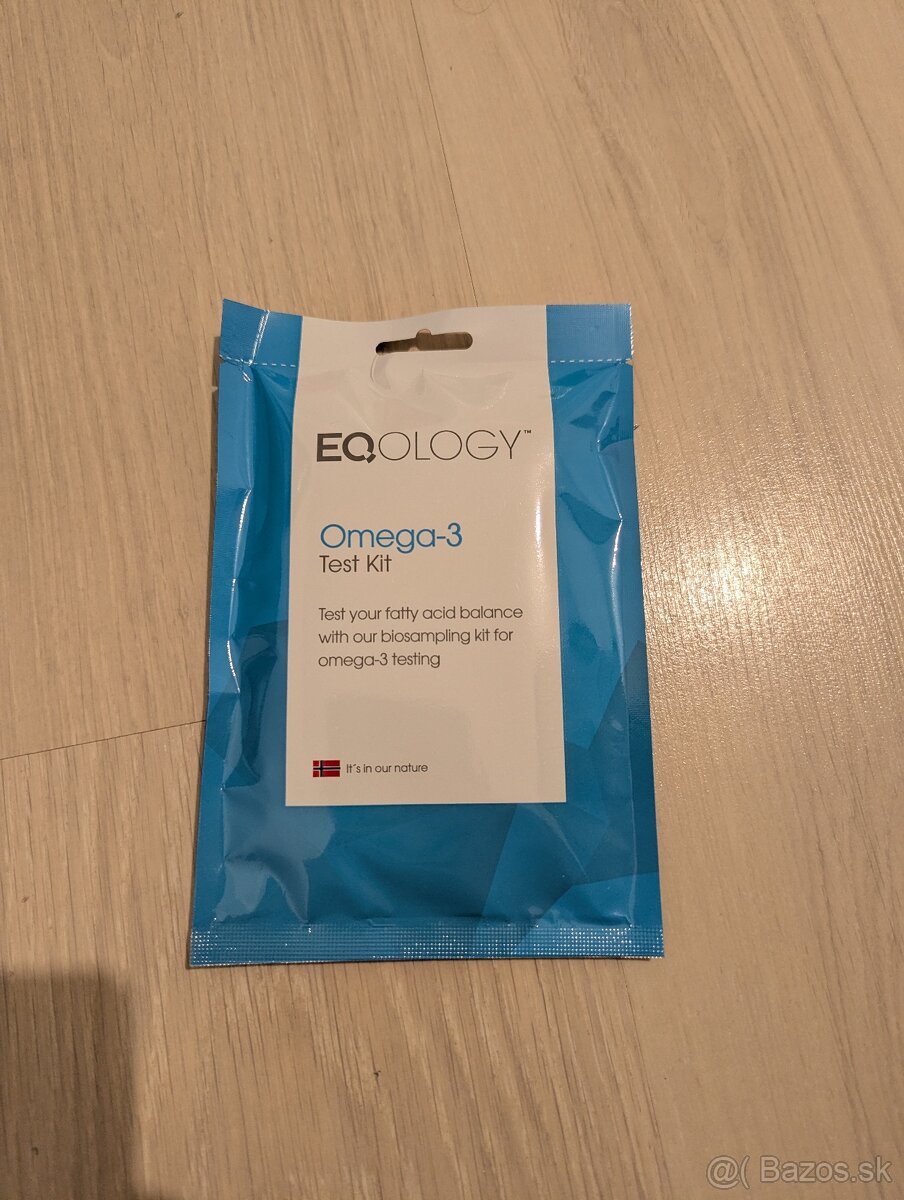 EQOLOGY™
Omega-3
Test Kit
Test your fatty acid balance
with our biosampling kit for
omega-3 testing
It´s in our nature
@( Bazos.sk